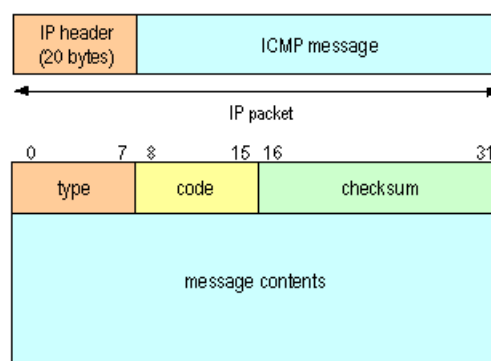 IP header
(20 bytes)
ICMP message
IP packet
0 7 8 15 16 31
type code checksum
message contents